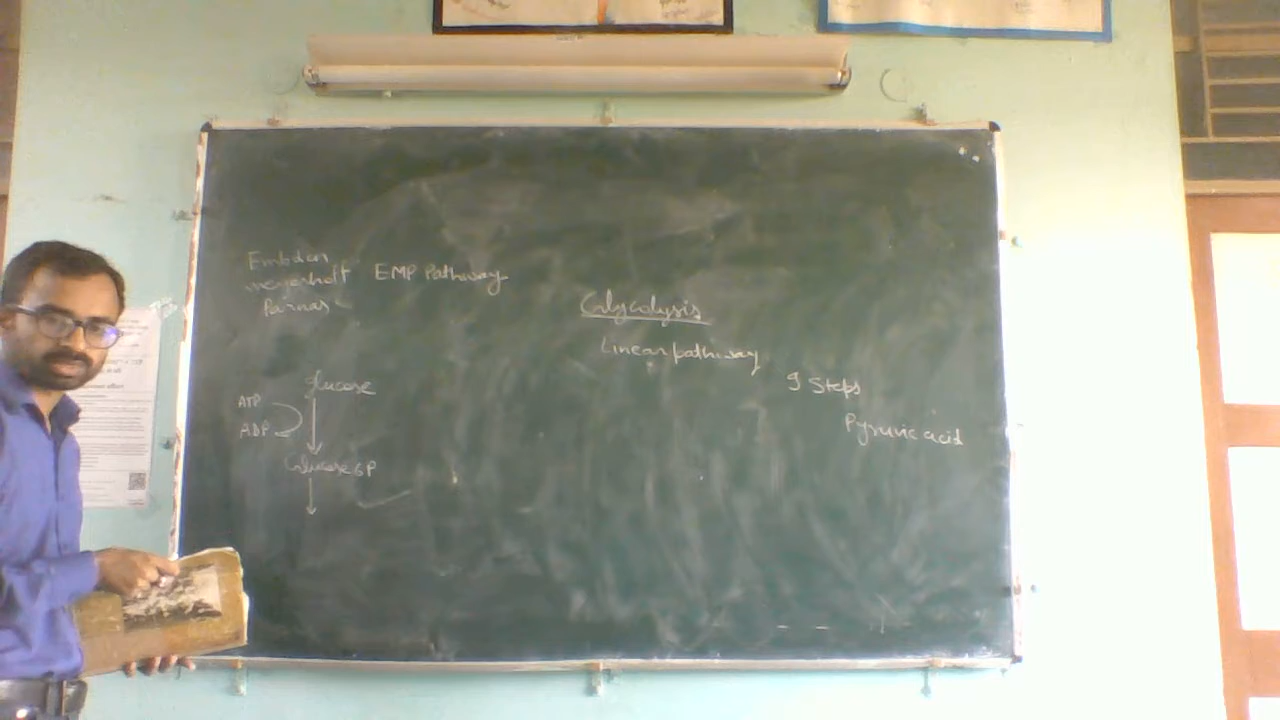 Embden
meyerhoff EMP Pathway
Parnas
Glycolysis
Linear pathway
9 Steps
Pyruvic acid
glucose
ATP
ADP
Glucose 6P